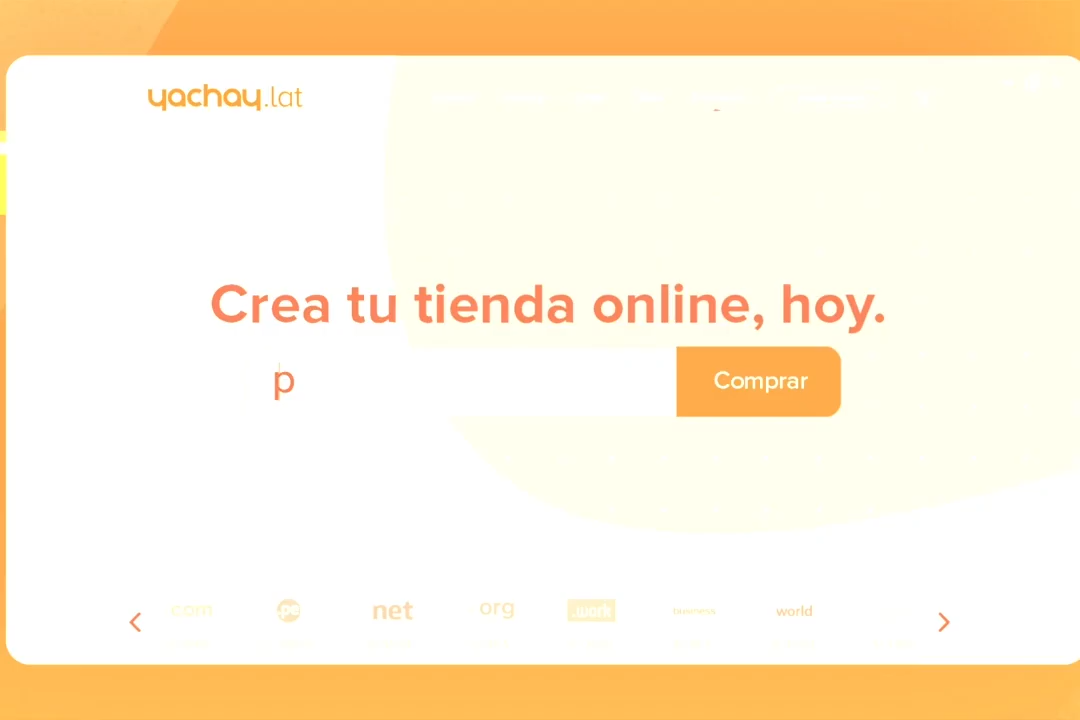 yachay.lat
Crea tu tienda online, hoy.
p
Comprar
com
.pe
net
org
.work
business
world